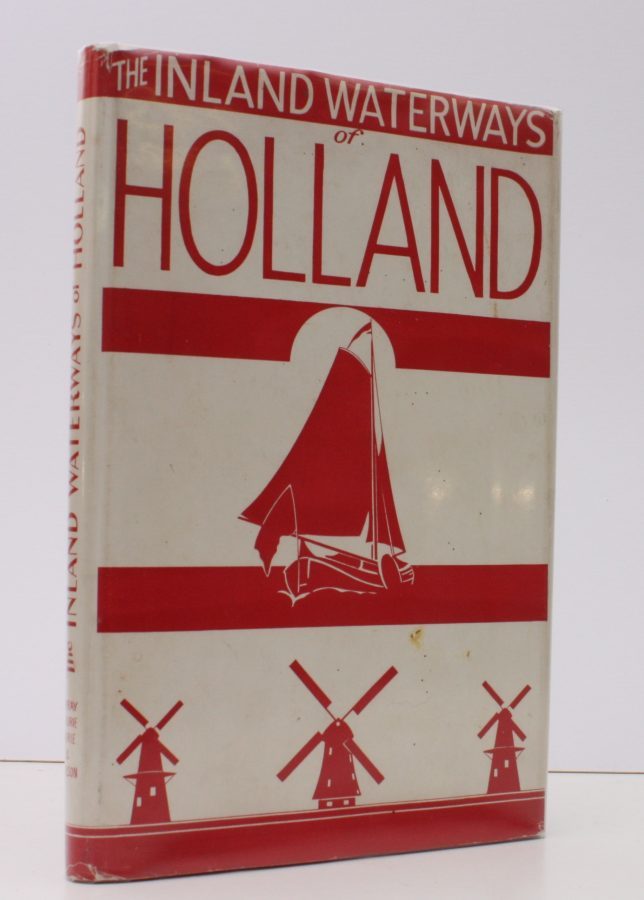 THE INLAND WATERWAYS
of
HOLLAND
the INLAND WATERWAYS of HOLLAND